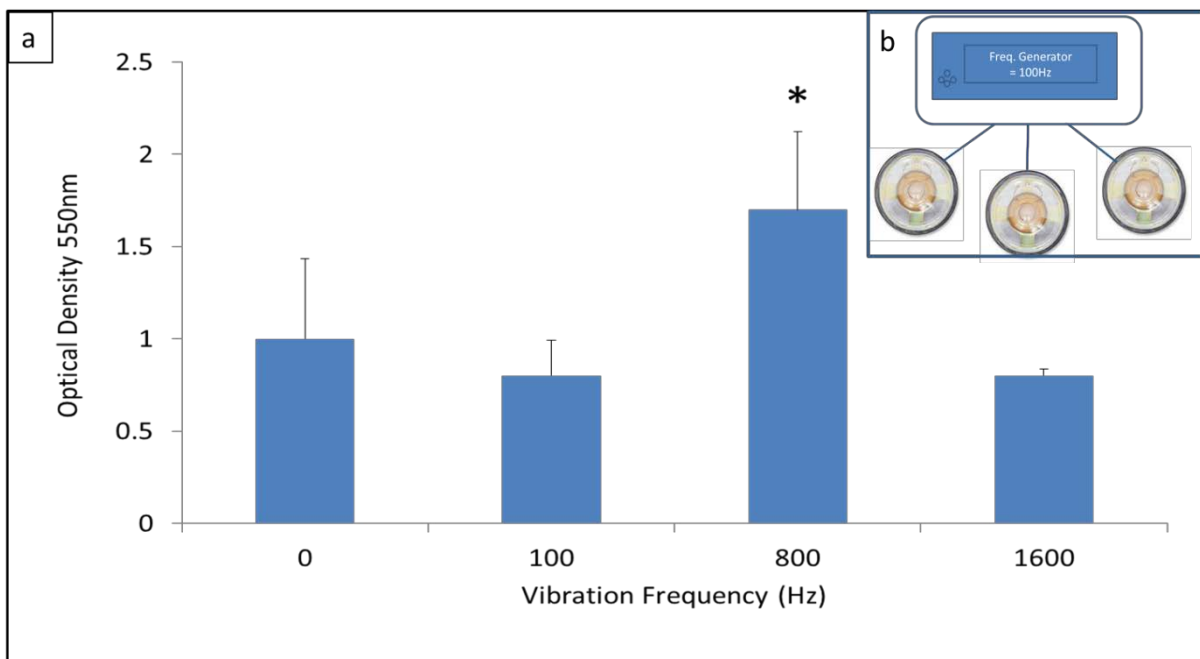 a
2.5
2
1.5
1
0.5
0
*
Optical Density 550nm
0 100 800 1600
Vibration Frequency (Hz)
b
Freq. Generator
= 100Hz